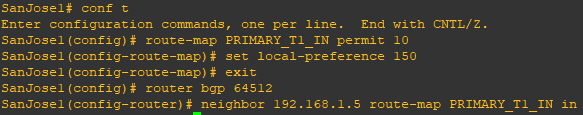 SanJose1# conf t
Enter configuration commands, one per line.  End with CNTL/Z.
SanJose1(config)# route-map PRIMARY_T1_IN permit 10
SanJose1(config-route-map)# set local-preference 150
SanJose1(config-route-map)# exit
SanJose1(config)# router bgp 64512
SanJose1(config-router)# neighbor 192.168.1.5 route-map PRIMARY_T1_IN in